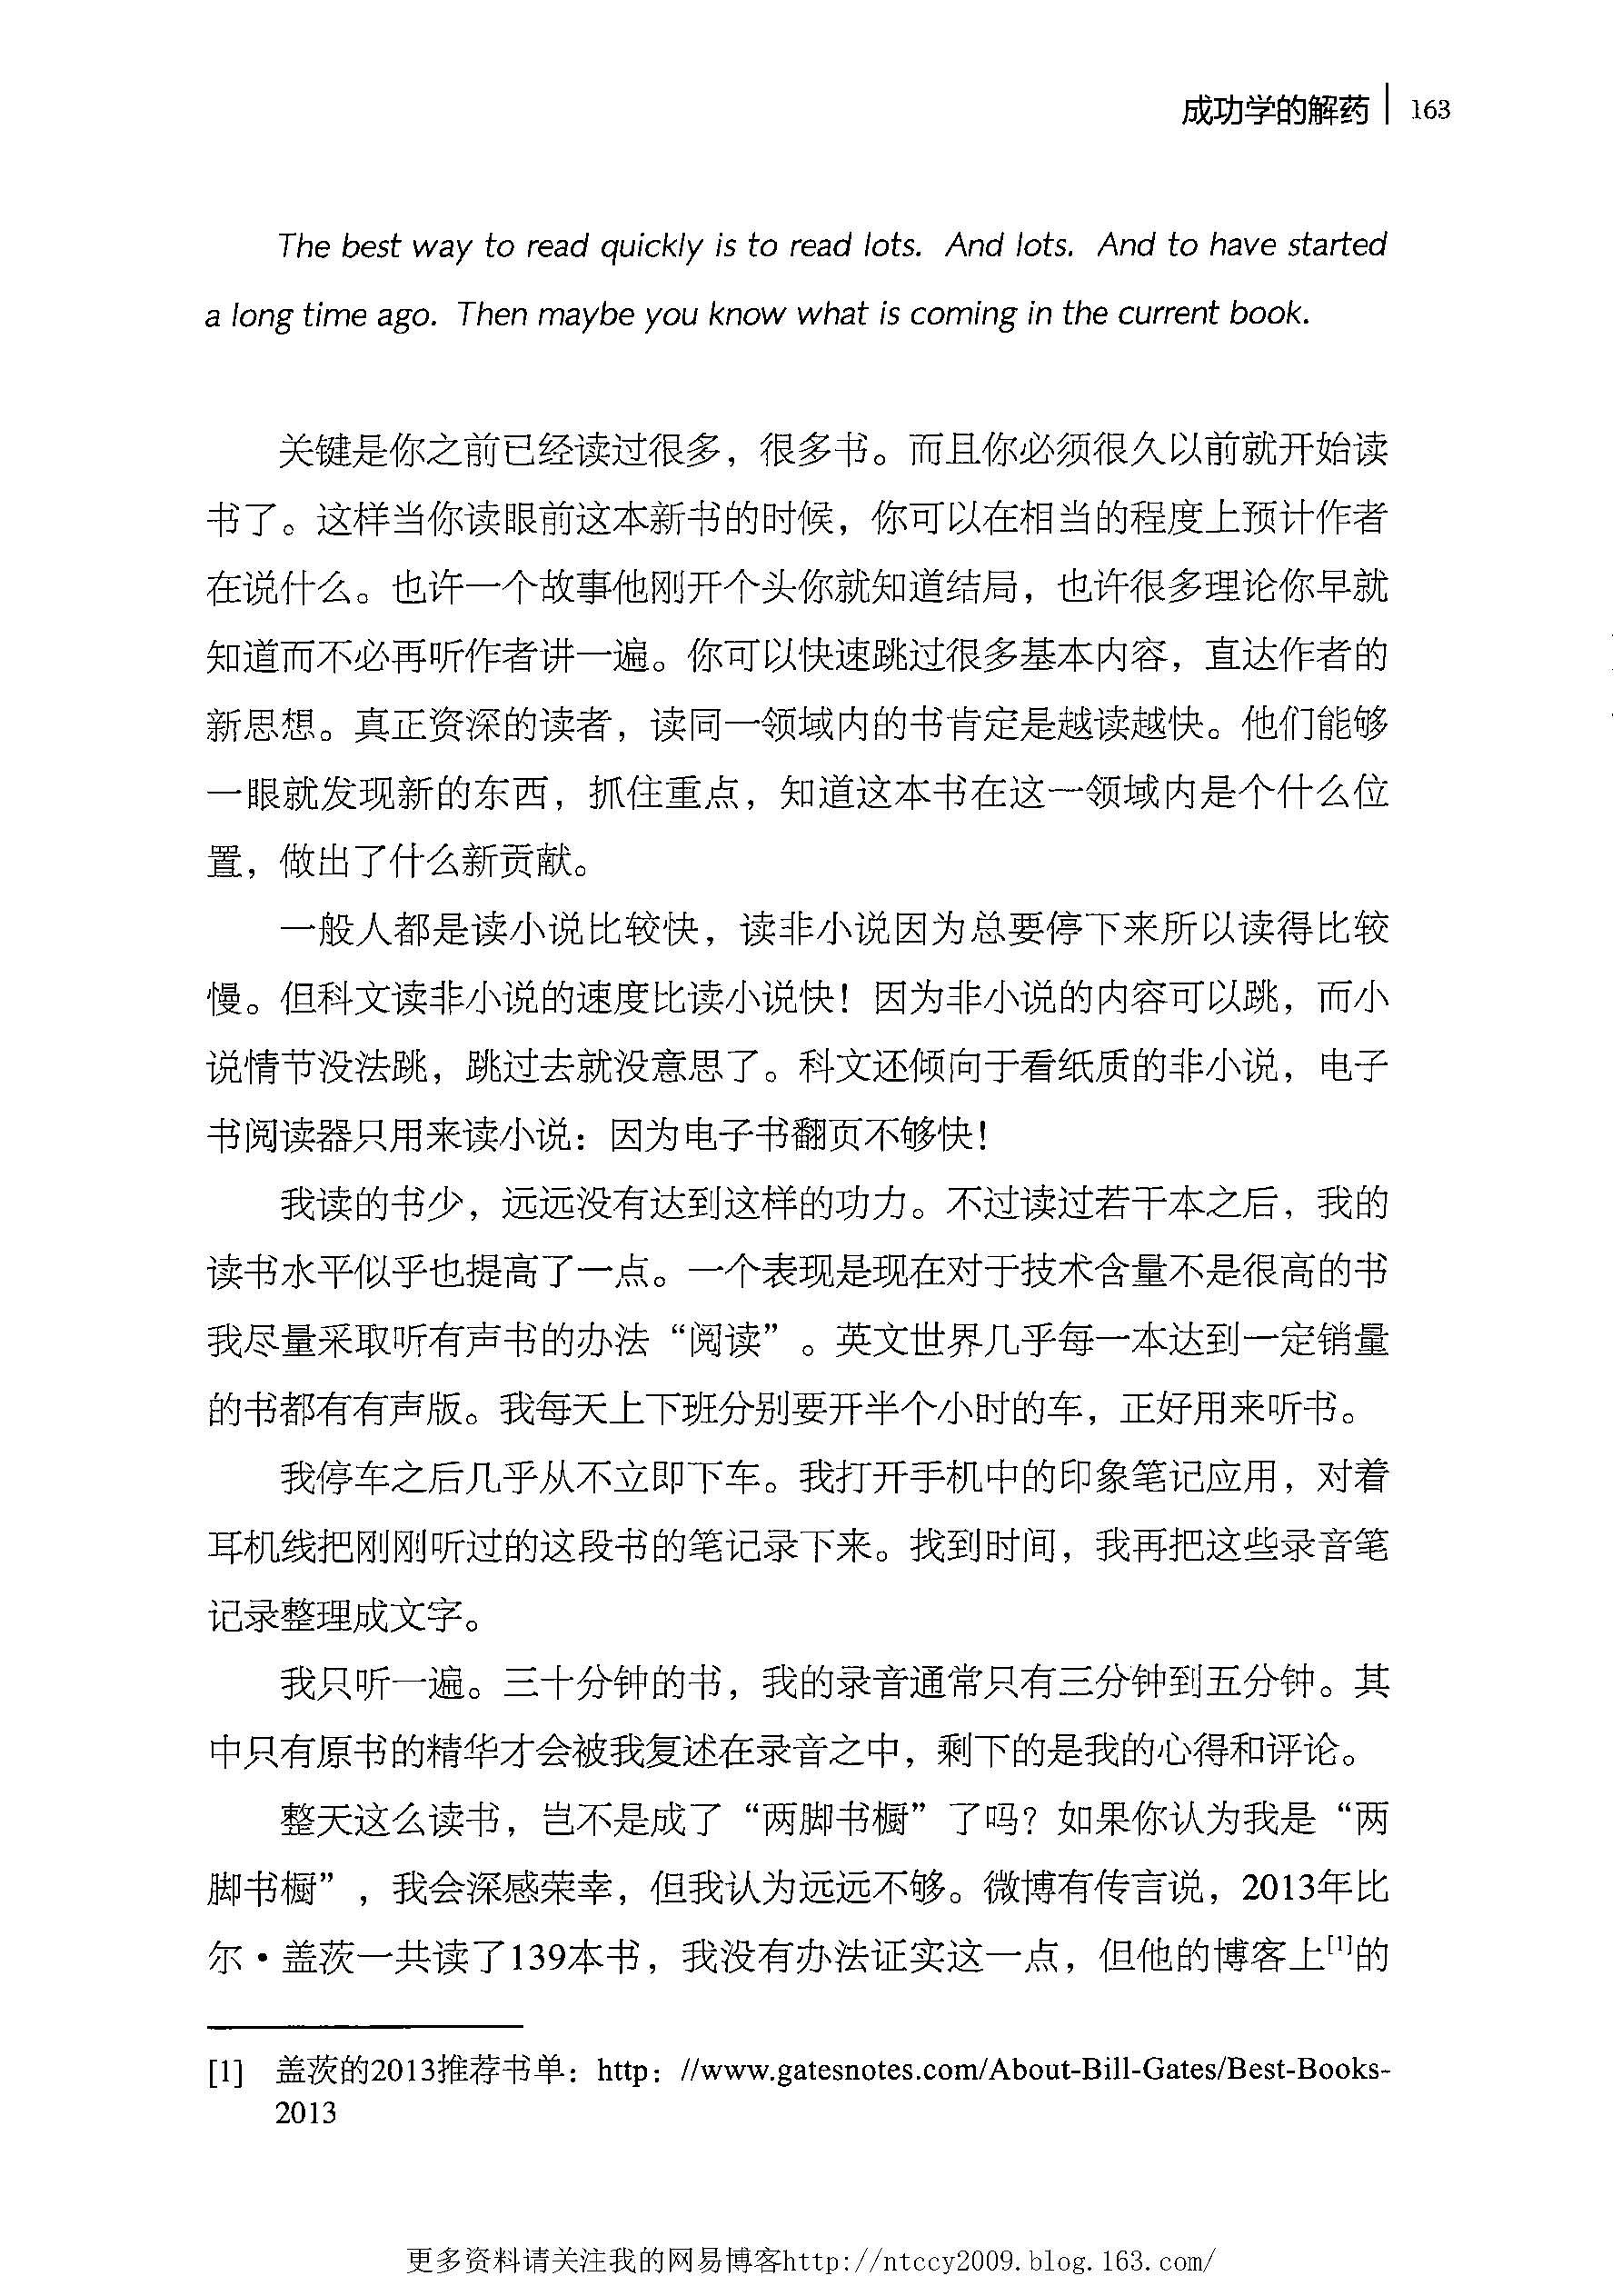 成功学的解药 163
The best way to read quickly is to read lots. And lots. And to have started
a long time ago. Then maybe you know what is coming in the current book.
关键是你之前已经读过很多，很多书。而且你必须很久以前就开始读
书了。这样当你读眼前这本新书的时候，你可以在相当的程度上预计作者
在说什么。也许一个故事他刚开个头你就知道结局，也许很多理论你早就
知道而不必再听作者讲一遍。你可以快速跳过很多基本内容，直达作者的
新思想。真正资深的读者，读同一领域内的书肯定是越读越快。他们能够
一眼就发现新的东西，抓住重点，知道这本书在这一领域内是个什么位
置，做出了什么新贡献。
一般人都是读小说比较快，读非小说因为总要停下来所以读得比较
慢。但科文读非小说的速度比读小说快！因为非小说的内容可以跳，而小
说情节没法跳，跳过去就没意思了。科文还倾向于看纸质的非小说，电子
书阅读器只用来读小说：因为电子书翻页不够快！
我读的书少，远远没有达到这样的功力。不过读过若干本之后，我的
读书水平似乎也提高了一点。一个表现是现在对于技术含量不是很高的书
我尽量采取听有声书的办法“阅读”。英文世界几乎每一本达到一定销量
的书都有有声版。我每天上下班分别要开半个小时的车，正好用来听书。
我停车之后几乎从不立即下车。我打开手机中的印象笔记应用，对着
耳机线把刚刚听过的这段书的笔记录下来。找到时间，我再把这些录音笔
记录整理成文字。
我只听一遍。三十分钟的书，我的录音通常只有三分钟到五分钟。其
中只有原书的精华才会被我复述在录音之中，剩下的是我的心得和评论。
整天这么读书，岂不是成了“两脚书橱”了吗？如果你认为我是“两
脚书橱”，我会深感荣幸，但我认为远远不够。微博有传言说，2013年比
尔·盖茨一共读了139本书，我没有办法证实这一点，但他的博客上[1]的
[1] 盖茨的2013推荐书单：http：//www.gatesnotes.com/About-Bill-Gates/Best-Books-
2013
更多资料请关注我的网易博客http://ntccy2009.blog.163.com/